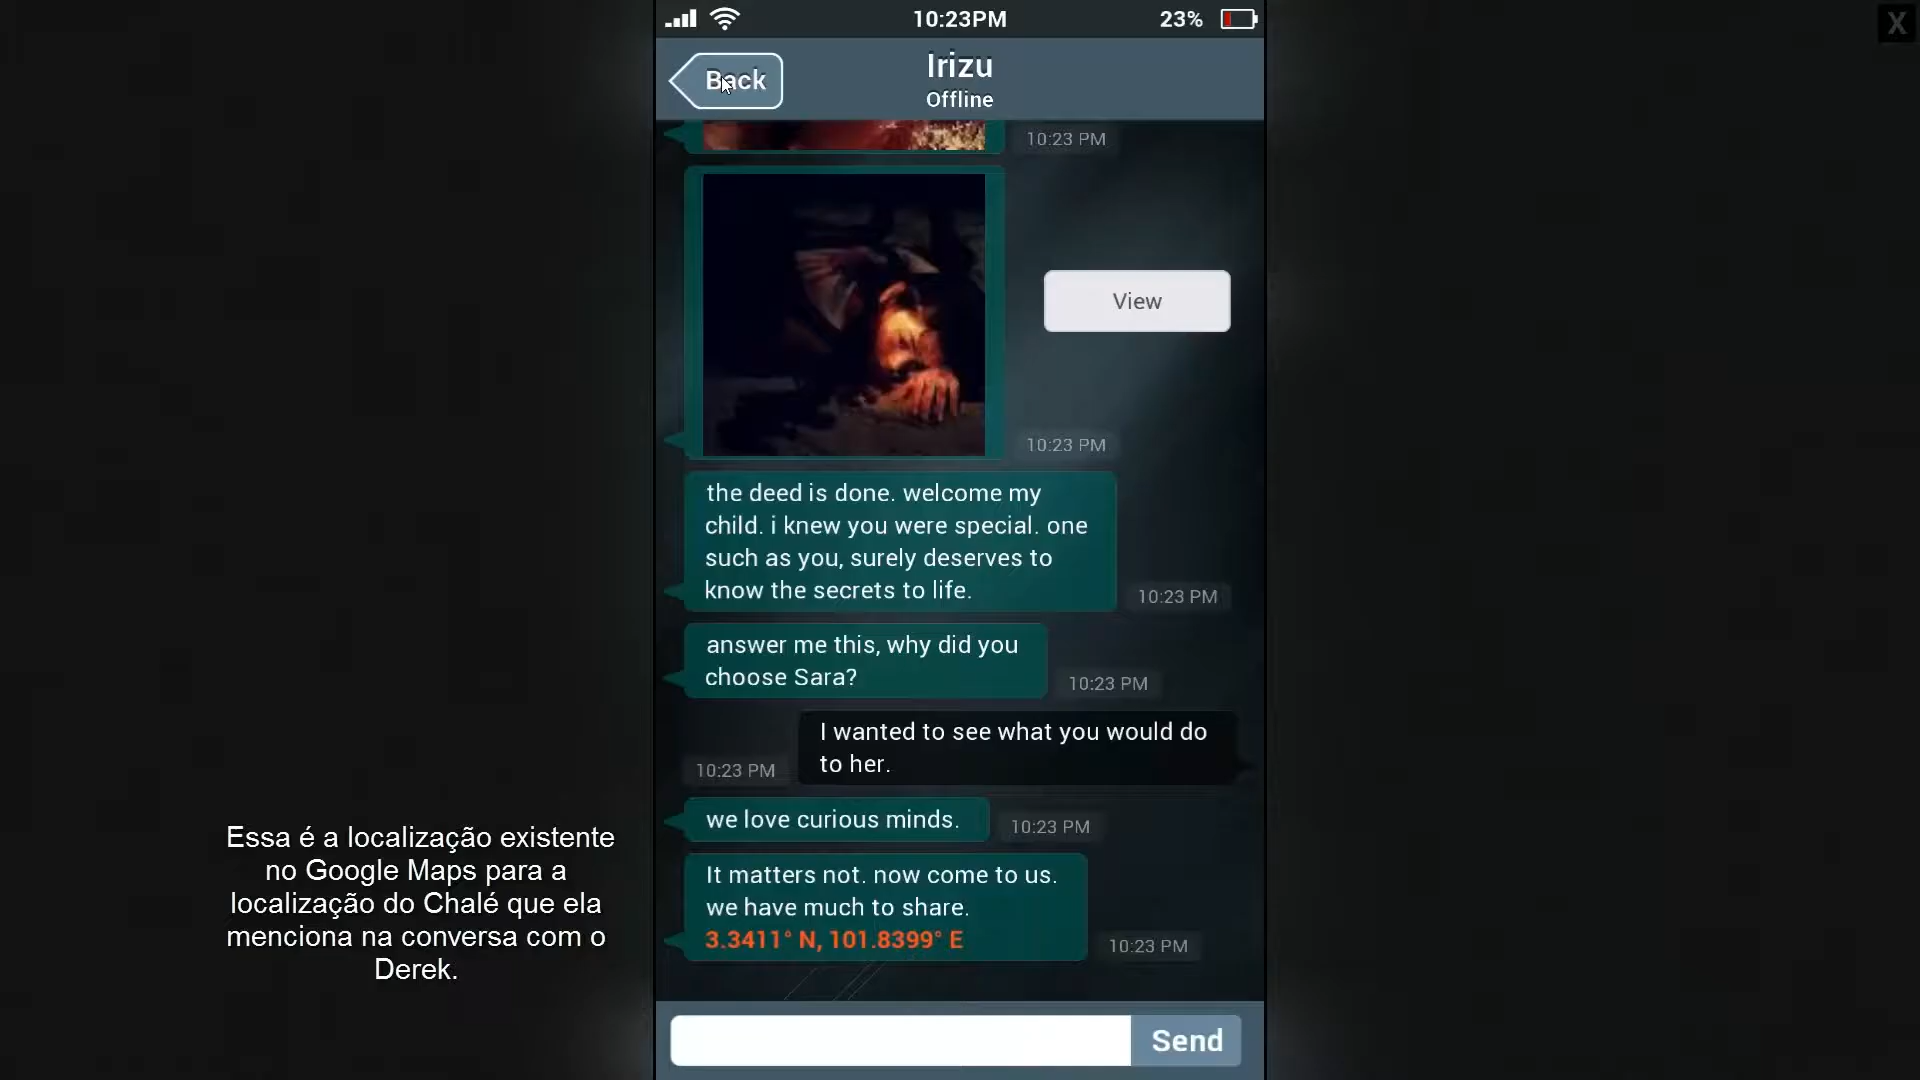 10:23PM
23%
X
Back
Irizu
Offline
10:23 PM
View
10:23 PM
the deed is done. welcome my
child. i knew you were special. one
such as you, surely deserves to
know the secrets to life.
10:23 PM
answer me this, why did you
choose Sara?
10:23 PM
I wanted to see what you would do
to her.
10:23 PM
we love curious minds.
10:23 PM
It matters not. now come to us.
we have much to share.
3.3411° N, 101.8399° E
10:23 PM
Essa é a localização existente
no Google Maps para a
localização do Chalé que ela
menciona na conversa com o
Derek.
Send